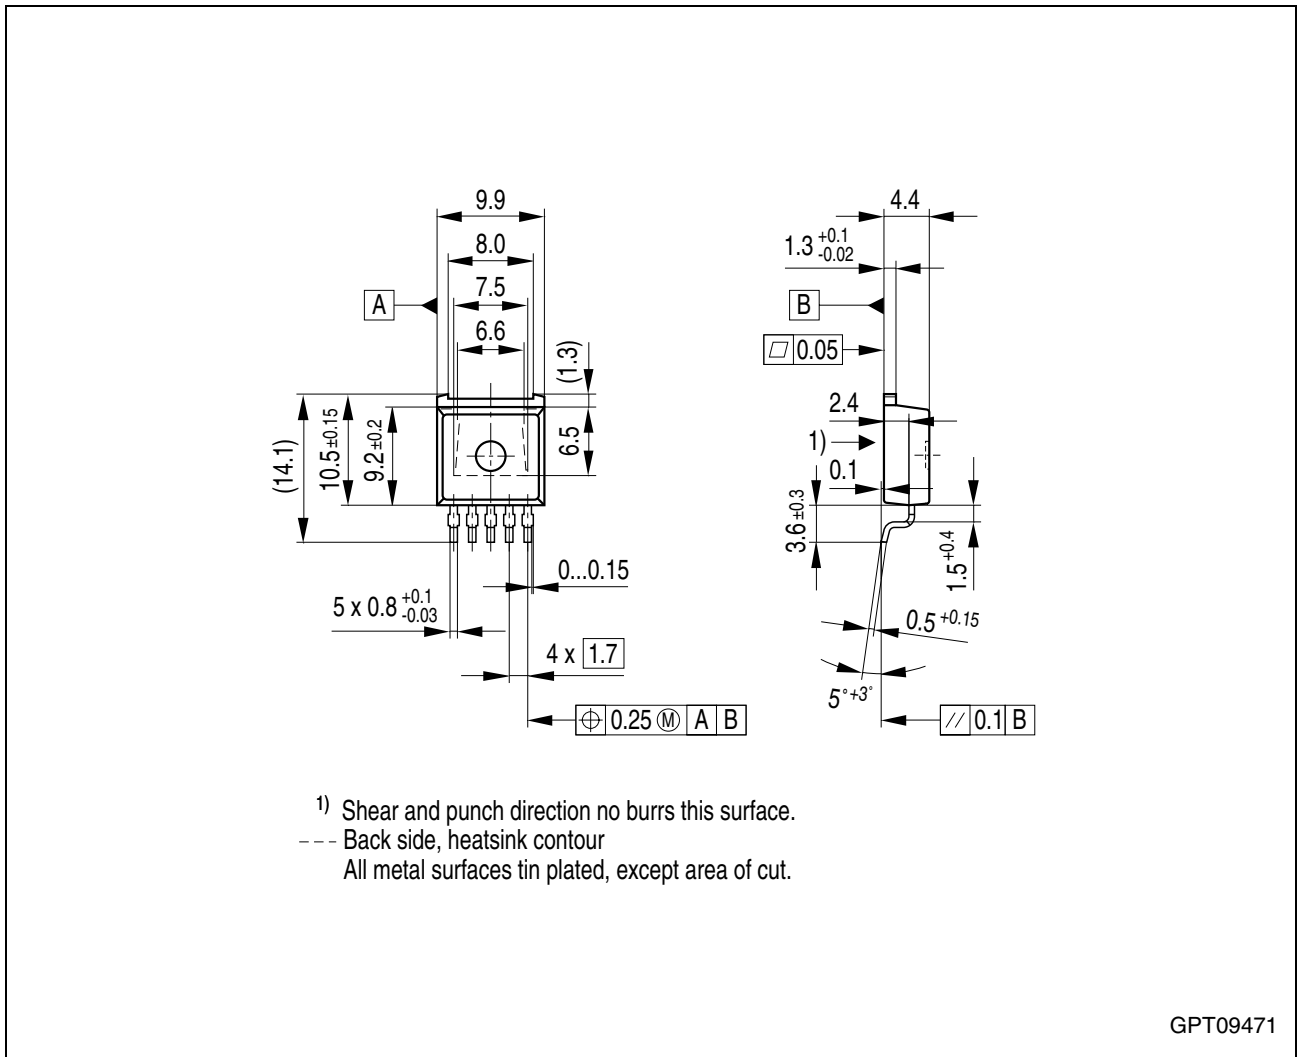 9.9
8.0
7.5
A
6.6
(1.3)
(14.1)
10.5 ±0.15
9.2 ±0.2
6.5
0...0.15
5 x 0.8 +0.1 -0.03
4 x 1.7
0.25 Ⓜ A B
4.4
1.3 +0.1 -0.02
B
0.05
2.4
1)
0.1
3.6 ±0.3
1.5 +0.4
0.5 +0.15
5° +3°
// 0.1 B
1) Shear and punch direction no burrs this surface.
--- Back side, heatsink contour
All metal surfaces tin plated, except area of cut.
GPT09471